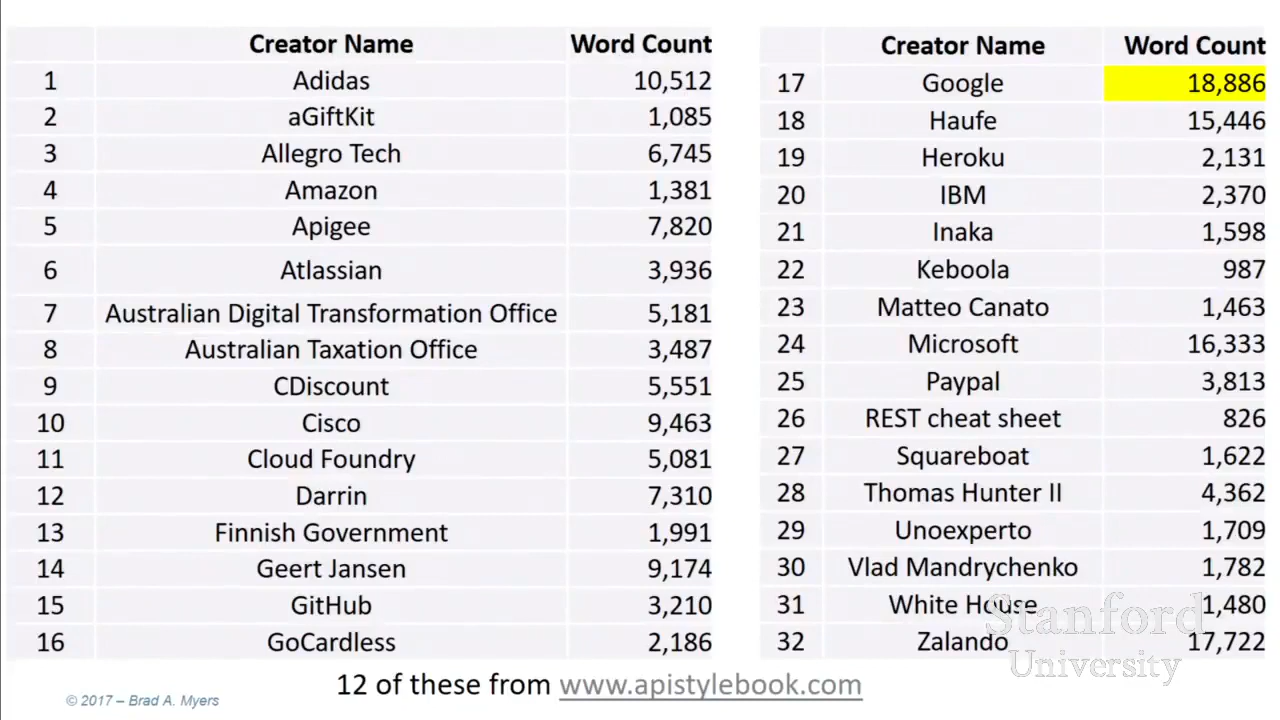 Creator Name Word Count
1 Adidas 10,512
2 aGiftKit 1,085
3 Allegro Tech 6,745
4 Amazon 1,381
5 Apigee 7,820
6 Atlassian 3,936
7 Australian Digital Transformation Office 5,181
8 Australian Taxation Office 3,487
9 CDiscount 5,551
10 Cisco 9,463
11 Cloud Foundry 5,081
12 Darrin 7,310
13 Finnish Government 1,991
14 Geert Jansen 9,174
15 GitHub 3,210
16 GoCardless 2,186
Creator Name Word Count
17 Google 18,886
18 Haufe 15,446
19 Heroku 2,131
20 IBM 2,370
21 Inaka 1,598
22 Keboola 987
23 Matteo Canato 1,463
24 Microsoft 16,333
25 Paypal 3,813
26 REST cheat sheet 826
27 Squareboat 1,622
28 Thomas Hunter II 4,362
29 Unoexperto 1,709
30 Vlad Mandrychenko 1,782
31 White House 1,480
32 Zalando 17,722
Stanford
University
12 of these from www.apistylebook.com
© 2017 – Brad A. Myers